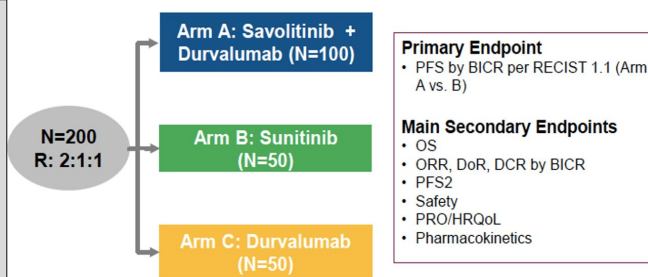 N=200
R: 2:1:1
Arm A: Savolitinib +
Durvalumab (N=100)
Arm B: Sunitinib
(N=50)
Arm C: Durvalumab
(N=50)
Primary Endpoint
• PFS by BICR per RECIST 1.1 (Arm
A vs. B)
Main Secondary Endpoints
• OS
• ORR, DoR, DCR by BICR
• PFS2
• Safety
• PRO/HRQoL
• Pharmacokinetics